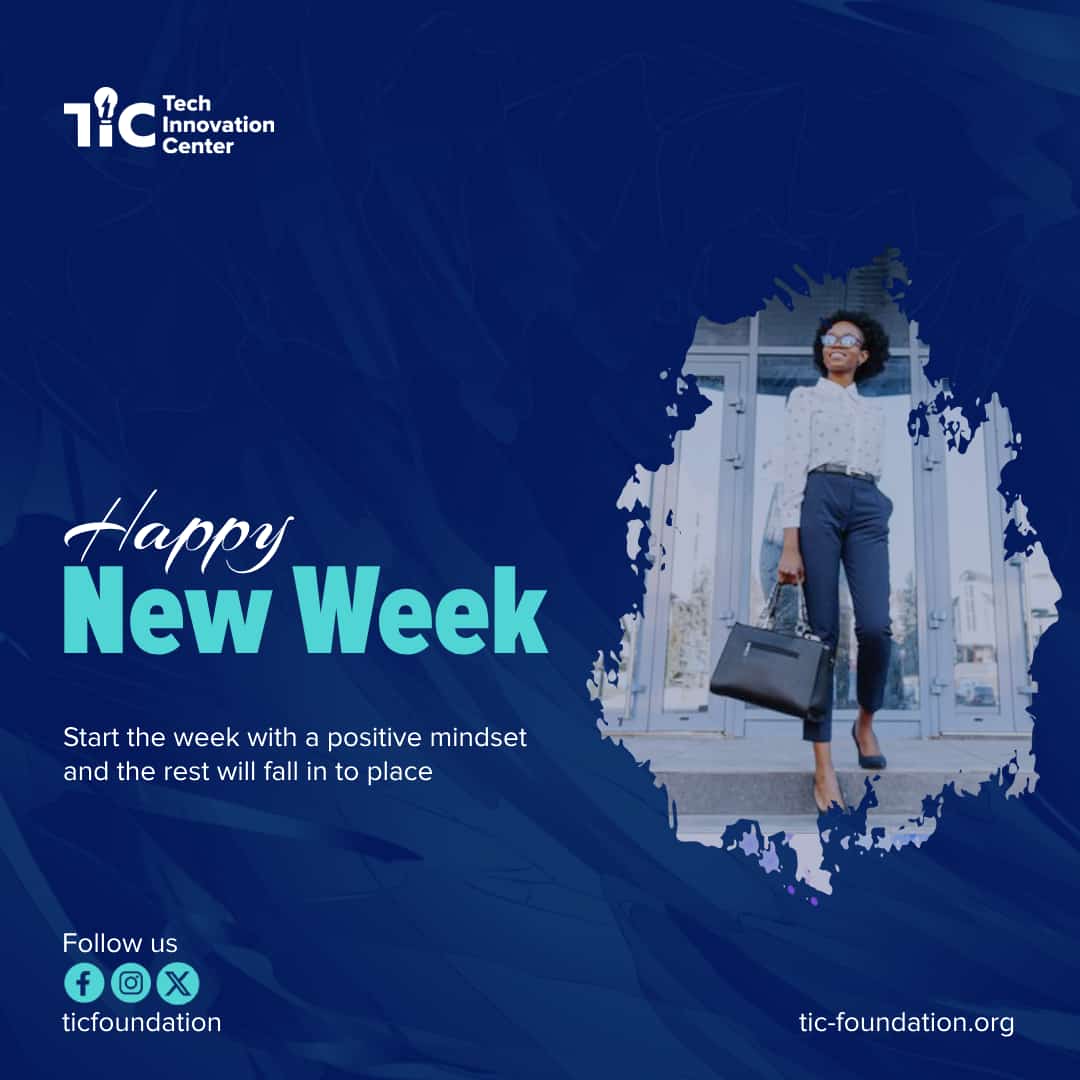 TiC
Tech
Innovation
Center
Happy
New Week
Start the week with a positive mindset
and the rest will fall in to place
Follow us
ticfoundation
tic-foundation.org